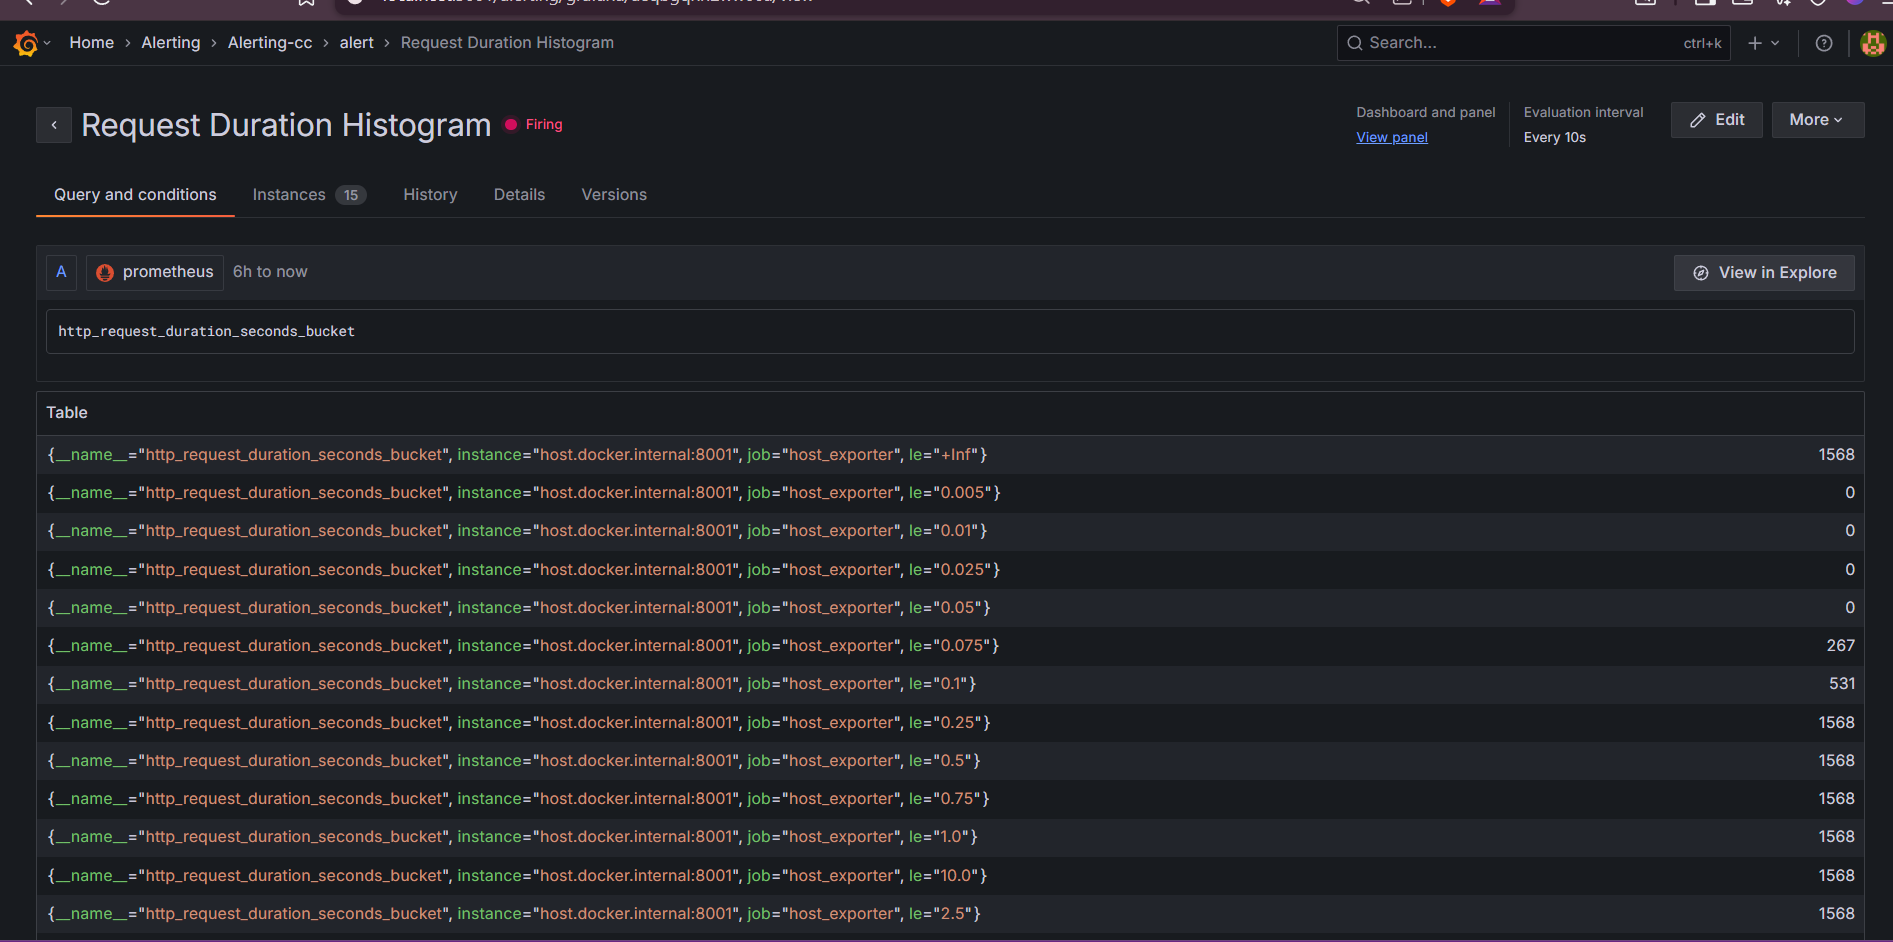 Home › Alerting › Alerting-cc › alert › Request Duration Histogram
Search... ctrl+k
Request Duration Histogram Firing
Dashboard and panel
View panel
Evaluation interval
Every 10s
Edit
More
Query and conditions Instances 15 History Details Versions
A prometheus 6h to now View in Explore
http_request_duration_seconds_bucket
Table
{__name__="http_request_duration_seconds_bucket", instance="host.docker.internal:8001", job="host_exporter", le="+Inf"} 1568
{__name__="http_request_duration_seconds_bucket", instance="host.docker.internal:8001", job="host_exporter", le="0.005"} 0
{__name__="http_request_duration_seconds_bucket", instance="host.docker.internal:8001", job="host_exporter", le="0.01"} 0
{__name__="http_request_duration_seconds_bucket", instance="host.docker.internal:8001", job="host_exporter", le="0.025"} 0
{__name__="http_request_duration_seconds_bucket", instance="host.docker.internal:8001", job="host_exporter", le="0.05"} 0
{__name__="http_request_duration_seconds_bucket", instance="host.docker.internal:8001", job="host_exporter", le="0.075"} 267
{__name__="http_request_duration_seconds_bucket", instance="host.docker.internal:8001", job="host_exporter", le="0.1"} 531
{__name__="http_request_duration_seconds_bucket", instance="host.docker.internal:8001", job="host_exporter", le="0.25"} 1568
{__name__="http_request_duration_seconds_bucket", instance="host.docker.internal:8001", job="host_exporter", le="0.5"} 1568
{__name__="http_request_duration_seconds_bucket", instance="host.docker.internal:8001", job="host_exporter", le="0.75"} 1568
{__name__="http_request_duration_seconds_bucket", instance="host.docker.internal:8001", job="host_exporter", le="1.0"} 1568
{__name__="http_request_duration_seconds_bucket", instance="host.docker.internal:8001", job="host_exporter", le="10.0"} 1568
{__name__="http_request_duration_seconds_bucket", instance="host.docker.internal:8001", job="host_exporter", le="2.5"} 1568